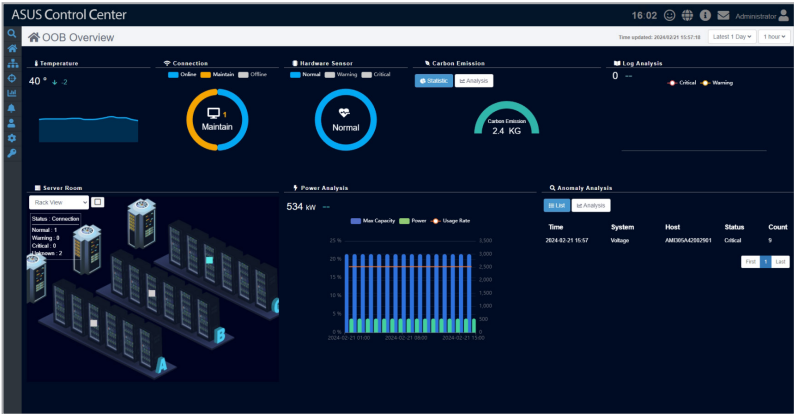 ASUS Control Center
16:02
Administrator
OOB Overview
Time updated: 2024/02/21 15:57:10
Latest 1 Day
1 hour
Temperature
40 °
-2
Connection
Online Maintain Offline
1
Maintain
Hardware Sensor
Normal Warning Critical
Normal
Carbon Emission
Statistic
Analysis
Carbon Emission
2.4 KG
Log Analysis
0 --
Critical Warning
Server Room
Rack View
Status : Connection
Normal : 1
Warning : 0
Critical : 0
Unknown : 2
A
B
C
Power Analysis
534 kW --
Max Capacity Power Usage Rate
25 %
20 %
15 %
10 %
5 %
0 %
3,500
3,000
2,500
2,000
1,500
1,000
500
0
2024-02-21 01:00 2024-02-21 08:00 2024-02-21 15:00
Anomaly Analysis
List
Analysis
Time System Host Status Count
2024-02-21 15:57 Voltage AMD05A42002901 Critical 9
First 1 Last